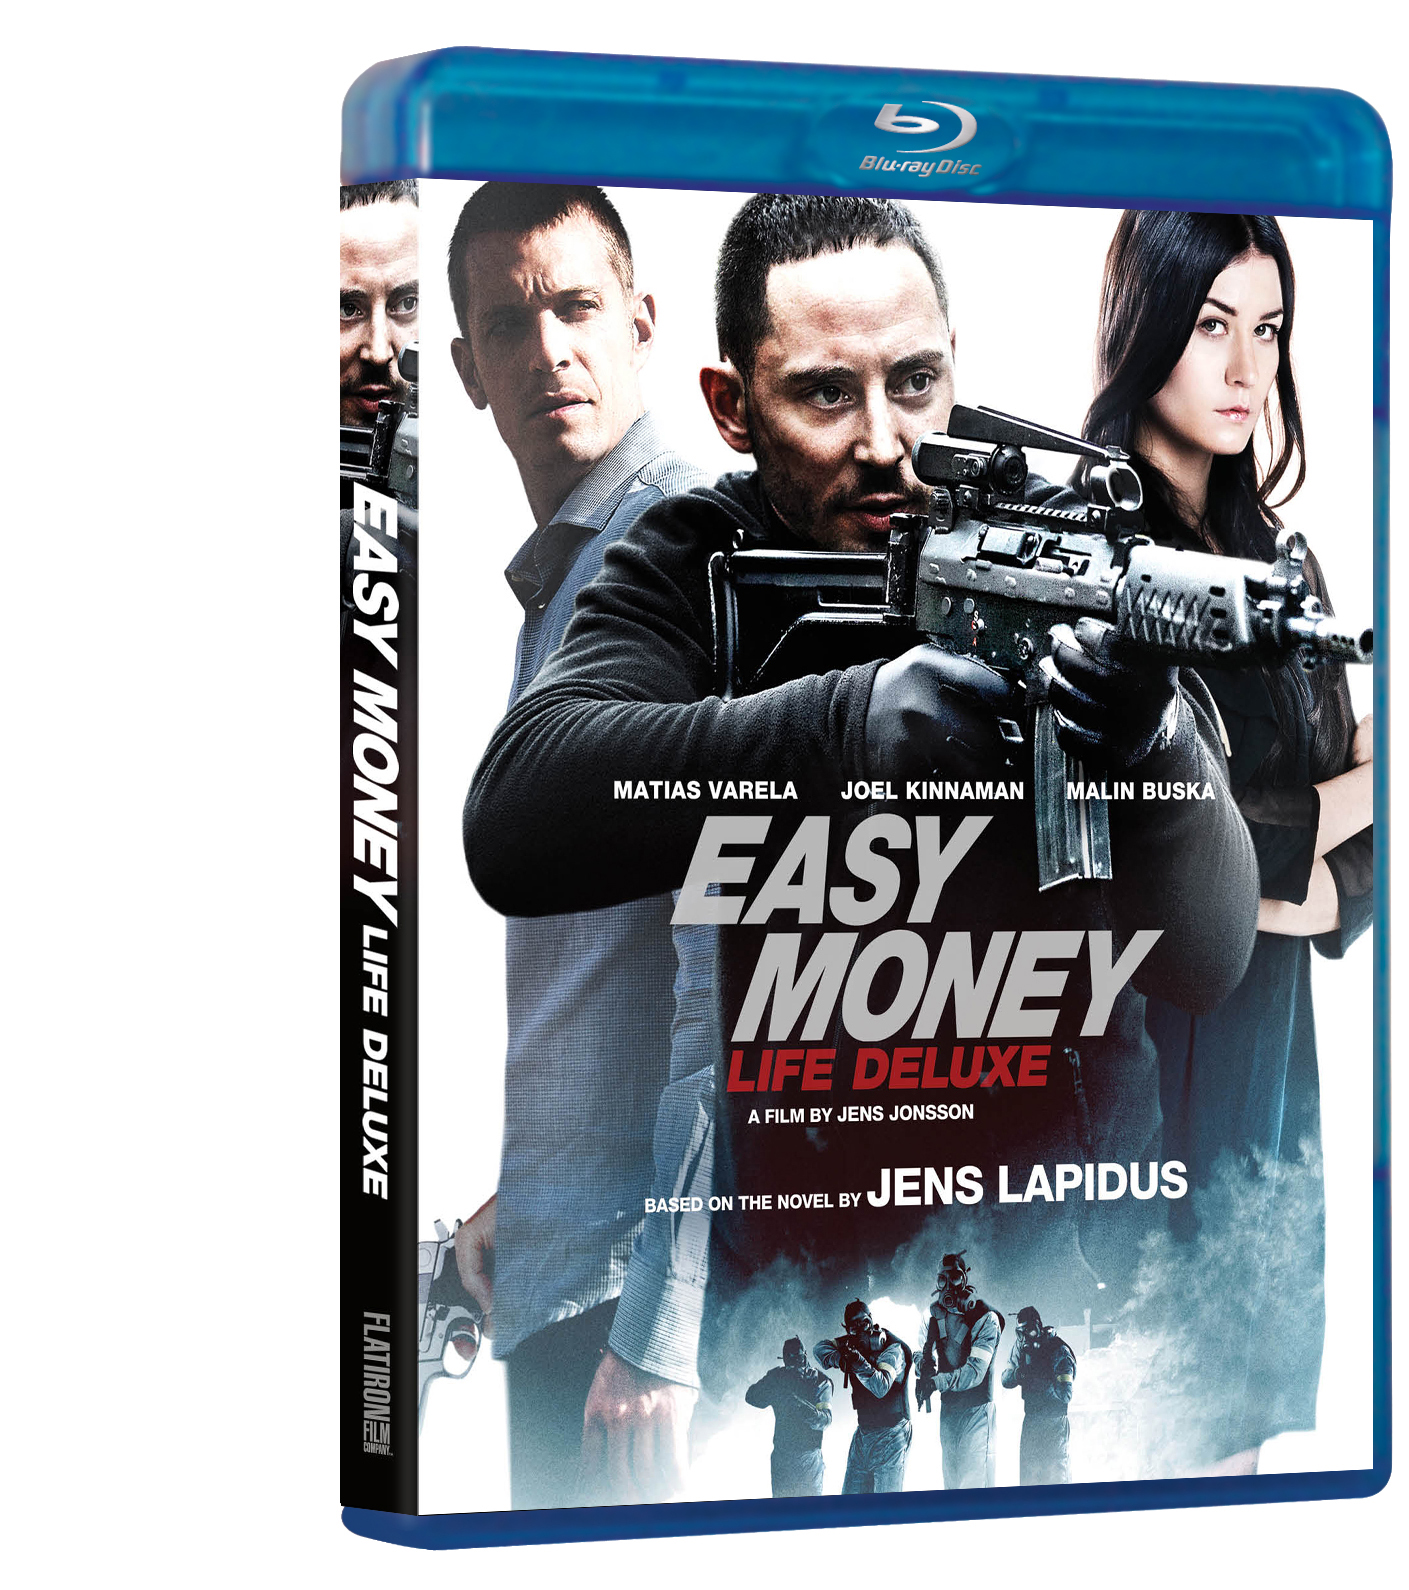 Blu-ray Disc
MATIAS VARELA JOEL KINNAMAN MALIN BUSKA
EASY
MONEY
LIFE DELUXE
A FILM BY JENS JONSSON
BASED ON THE NOVEL BY JENS LAPIDUS
EASY MONEY LIFE DELUXE
FLATIRON
FILM
COMPANY